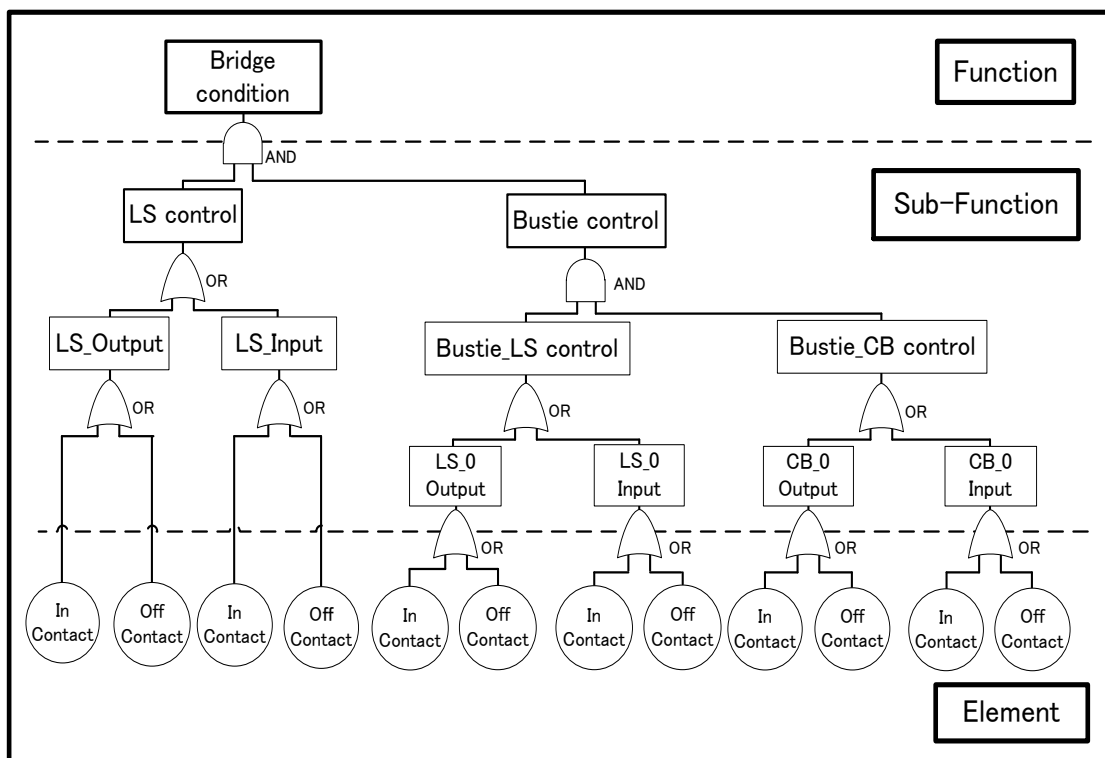 Bridge
condition
Function
AND
LS control
Bustie control
Sub-Function
OR
AND
LS_Output
LS_Input
Bustie_LS control
Bustie_CB control
OR
OR
OR
OR
LS_0
Output
LS_0
Input
CB_0
Output
CB_0
Input
OR
OR
OR
OR
In
Contact
Off
Contact
In
Contact
Off
Contact
In
Contact
Off
Contact
In
Contact
Off
Contact
In
Contact
Off
Contact
In
Contact
Off
Contact
Element